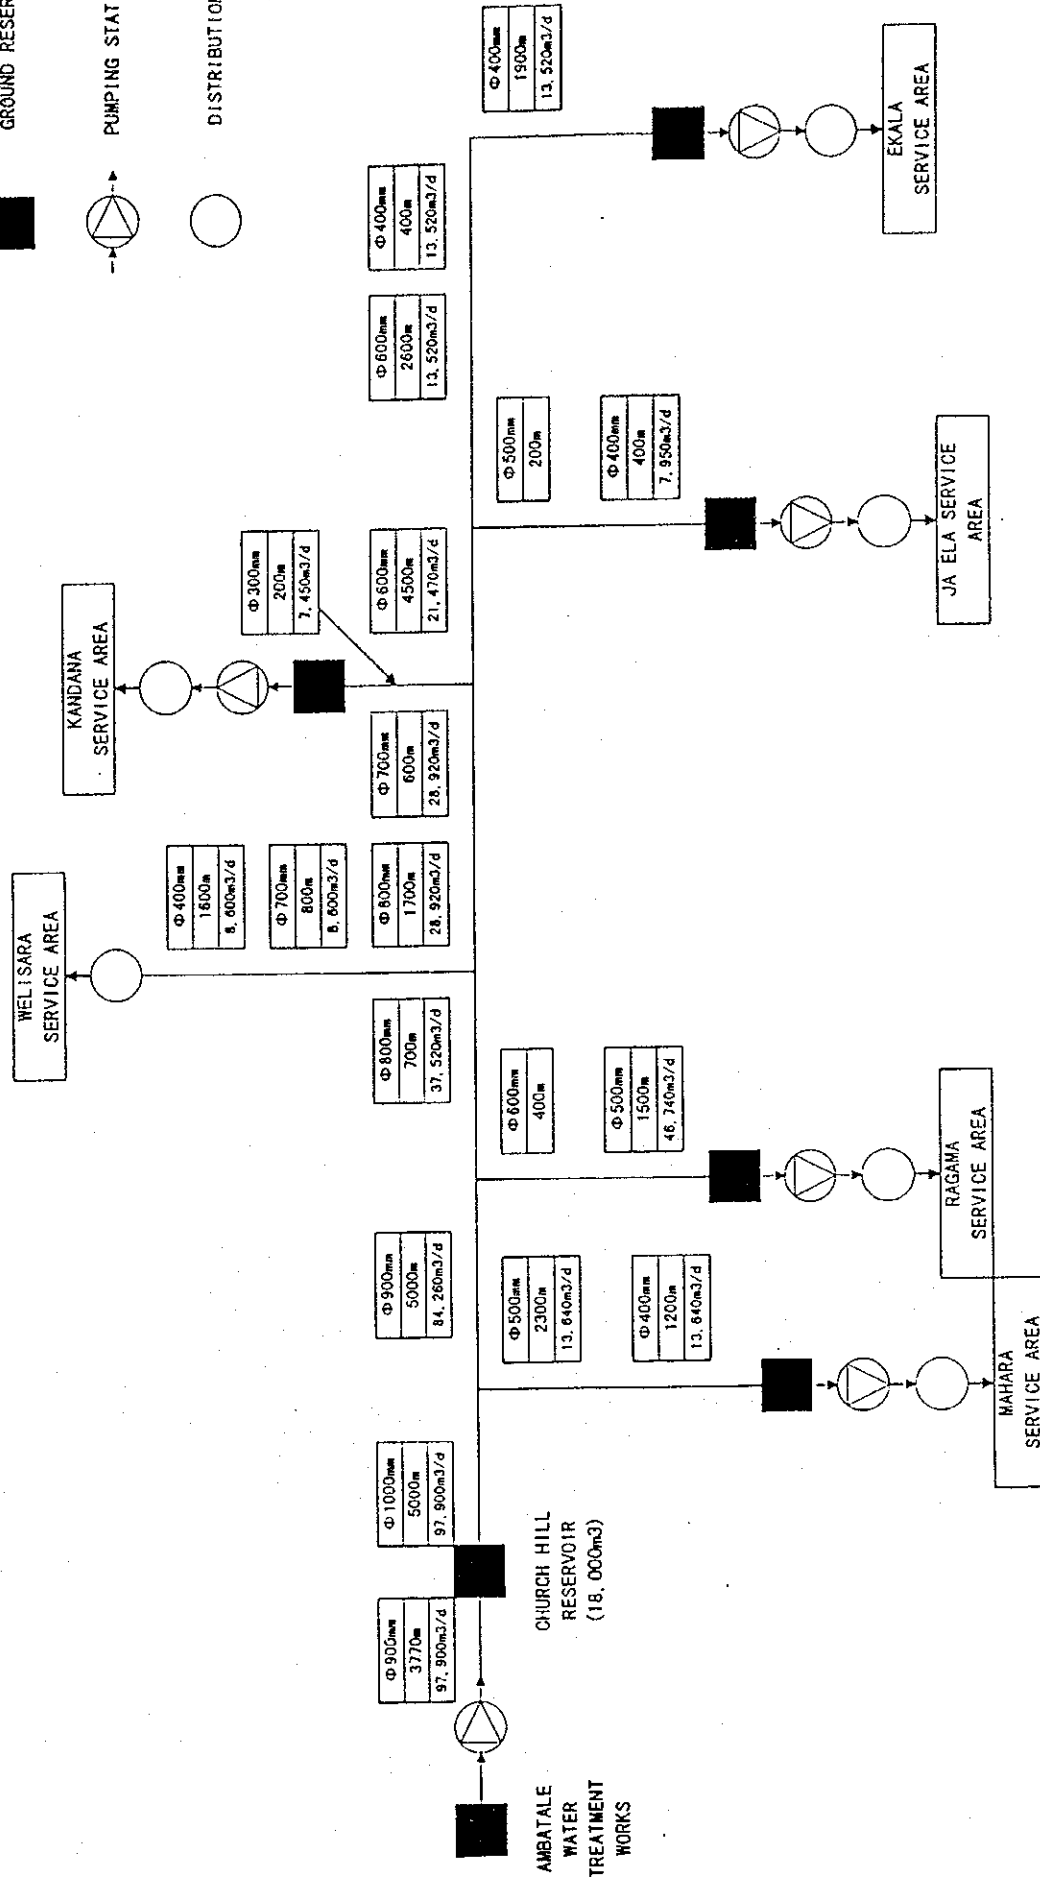 GROUND RESER
PUMPING STAT
DISTRIBUTION
WELISARA
SERVICE AREA
KANDANA
SERVICE AREA
Φ400mm
1600m
8,600m3/d
Φ700mm
800m
8,600m3/d
Φ300mm
200m
7,450m3/d
Φ900mm
3770m
97,900m3/d
Φ1000mm
5000m
97,900m3/d
Φ900mm
5000m
84,260m3/d
Φ800mm
700m
37,520m3/d
Φ800mm
1700m
28,920m3/d
Φ700mm
600m
28,920m3/d
Φ600mm
4500m
21,470m3/d
Φ600mm
2600m
13,520m3/d
Φ400mm
400m
13,520m3/d
Φ400mm
1900m
13,520m3/d
AMBATALE
WATER
TREATMENT
WORKS
CHURCH HILL
RESERVOIR
(18,000m3)
Φ500mm
2300m
13,640m3/d
Φ400mm
1200m
13,640m3/d
Φ600mm
400m
Φ500mm
1500m
46,740m3/d
Φ500mm
200m
Φ400mm
400m
7,950m3/d
MAHARA
SERVICE AREA
RAGAMA
SERVICE AREA
JA ELA SERVICE
AREA
EKALA
SERVICE AREA